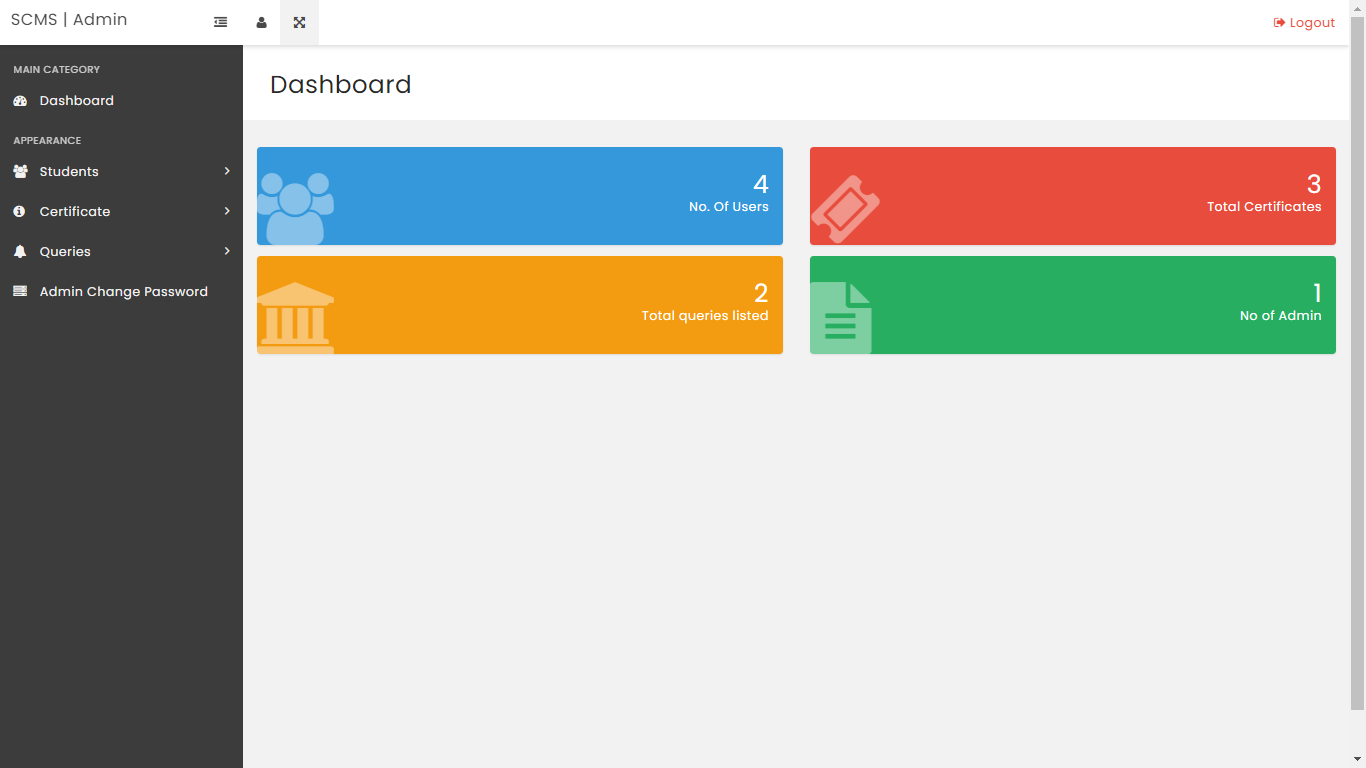 SCMS | Admin
Logout
MAIN CATEGORY
Dashboard
APPEARANCE
Students
Certificate
Queries
Admin Change Password
Dashboard
4
No. Of Users
3
Total Certificates
2
Total queries listed
1
No of Admin